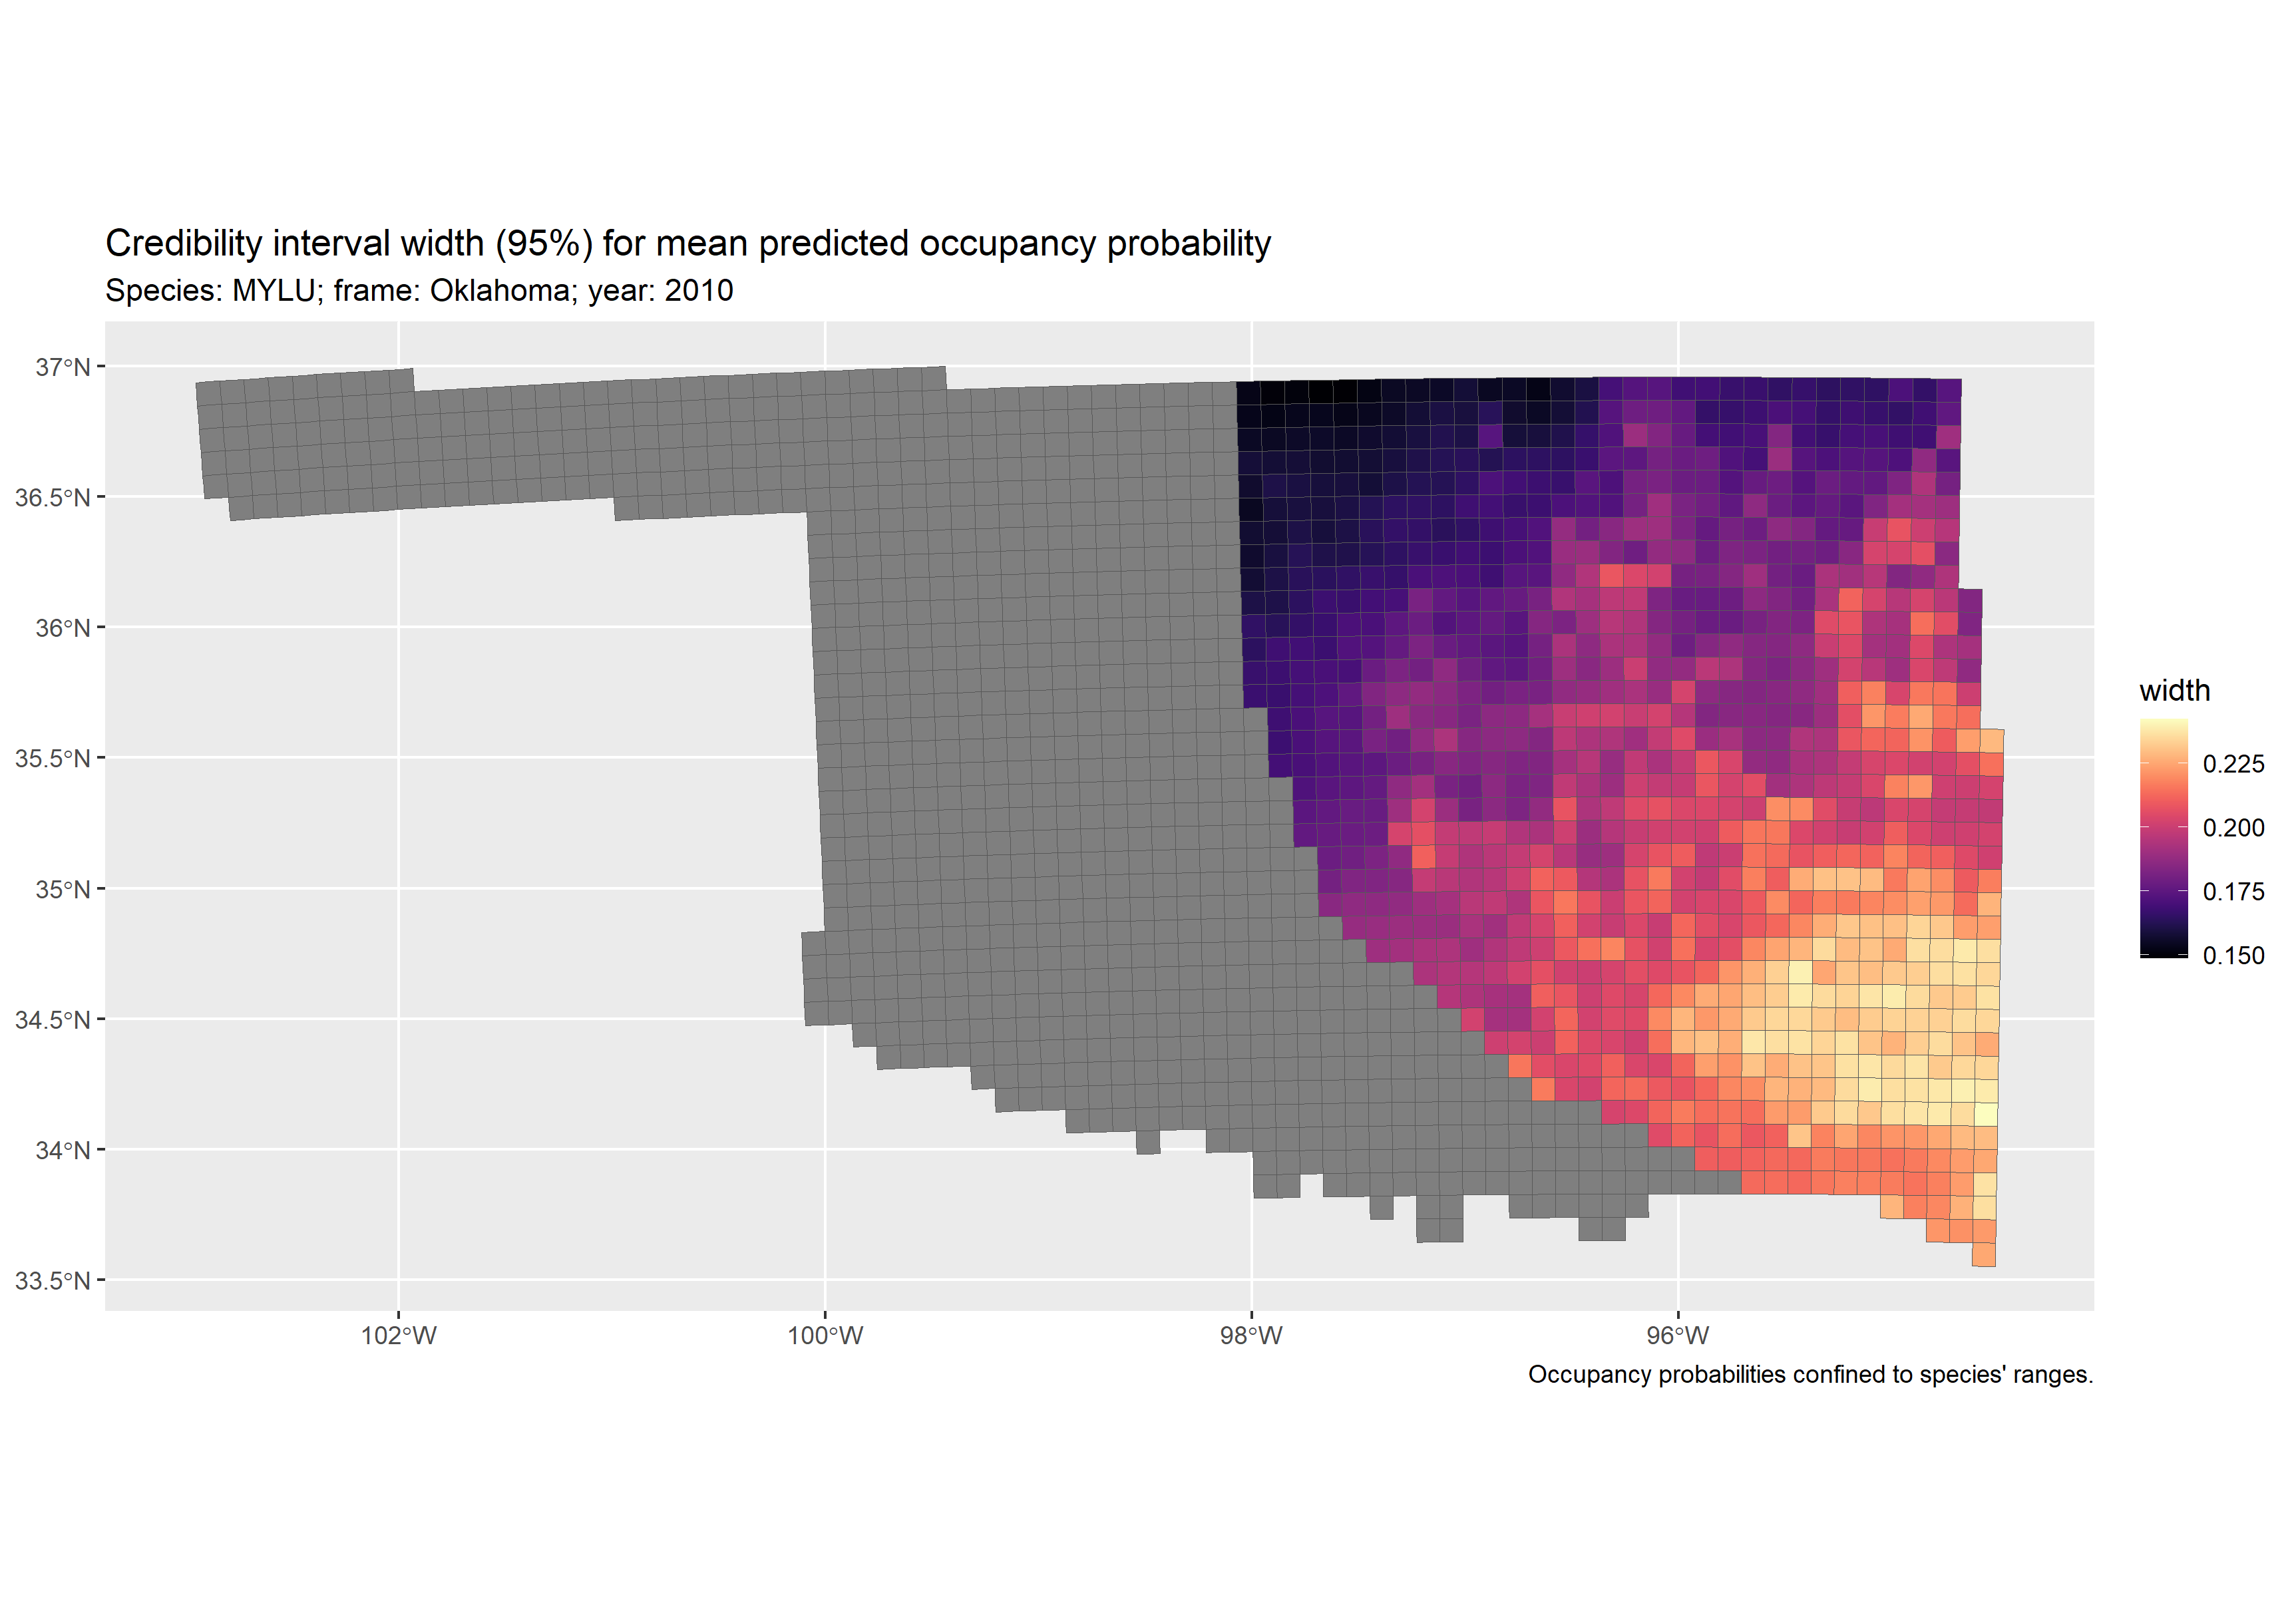 Credibility interval width (95%) for mean predicted occupancy probability
Species: MYLU; frame: Oklahoma; year: 2010
37°N
36.5°N
36°N
35.5°N
35°N
34.5°N
34°N
33.5°N
102°W
100°W
98°W
96°W
width
0.225
0.200
0.175
0.150
Occupancy probabilities confined to species' ranges.